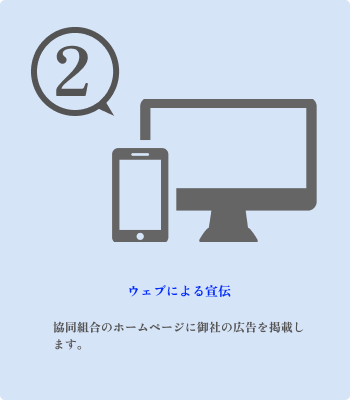 2
ウェブによる宣伝
協同組合のホームページに御社の広告を掲載し
ます。